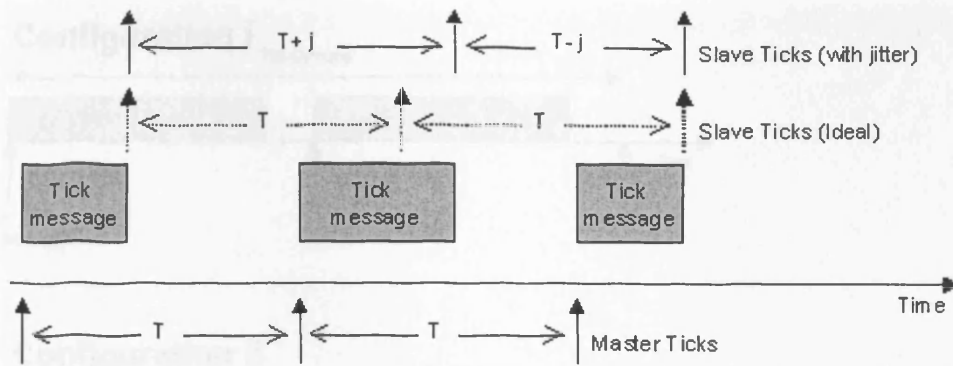 T + j
T - j
Slave Ticks (with jitter)
T
T
Slave Ticks (Ideal)
Tick
message
Tick
message
Tick
message
Time
T
T
Master Ticks